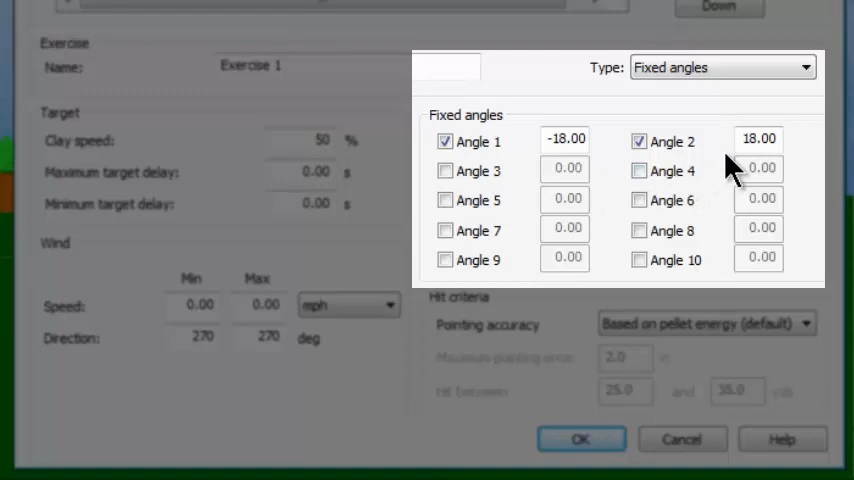 Down
Exercise
Name: Exercise 1
Type: Fixed angles
Target
Clay speed: 50 %
Maximum target delay: 0.00 s
Minimum target delay: 0.00 s
Fixed angles
Angle 1 -18.00 Angle 2 18.00
Angle 3 0.00 Angle 4 0.00
Angle 5 0.00 Angle 6 0.00
Angle 7 0.00 Angle 8 0.00
Angle 9 0.00 Angle 10 0.00
Wind
Min Max
Speed: 0.00 0.00 mph
Direction: 270 270 deg
Hit criteria
Pointing accuracy Based on pellet energy (default)
Maximum pointing error: 2.0 in
Hit between 25.0 and 35.0 yds
OK Cancel Help